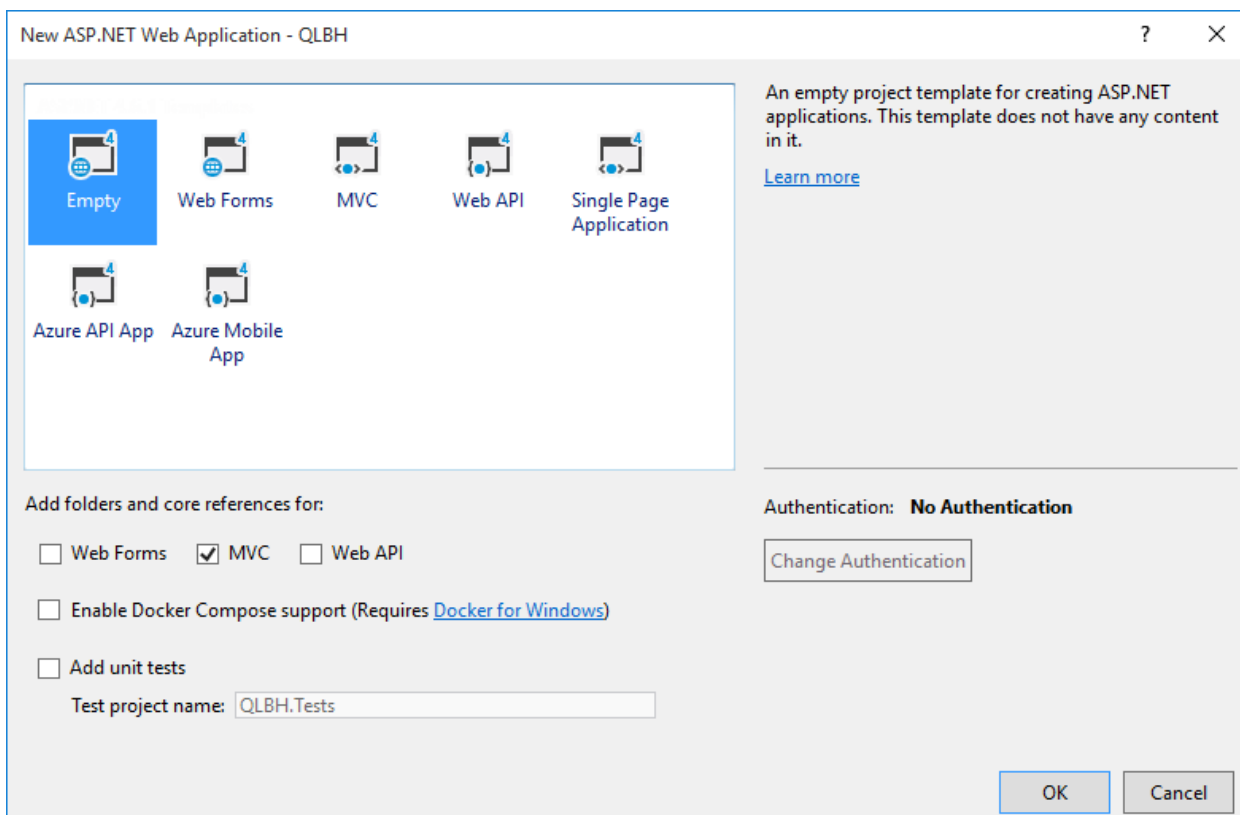 New ASP.NET Web Application - QLBH
?
An empty project template for creating ASP.NET
applications. This template does not have any content
in it.
Learn more
4
4
4
4
4
Empty
Web Forms
MVC
Web API
Single Page
Application
4
4
Azure API App
Azure Mobile
App
Add folders and core references for:
Web Forms
MVC
Web API
Enable Docker Compose support (Requires Docker for Windows)
Add unit tests
Test project name:
QLBH.Tests
Authentication: No Authentication
Change Authentication
OK
Cancel